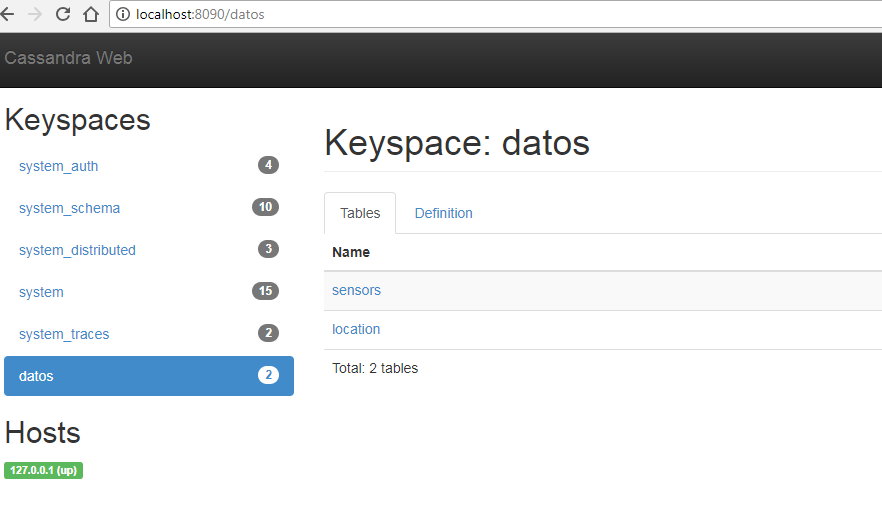 localhost:8090/datos
Cassandra Web
Keyspaces
system_auth 4
system_schema 10
system_distributed 3
system 15
system_traces 2
datos 2
Hosts
127.0.0.1 (up)
Keyspace: datos
Tables Definition
Name
sensors
location
Total: 2 tables